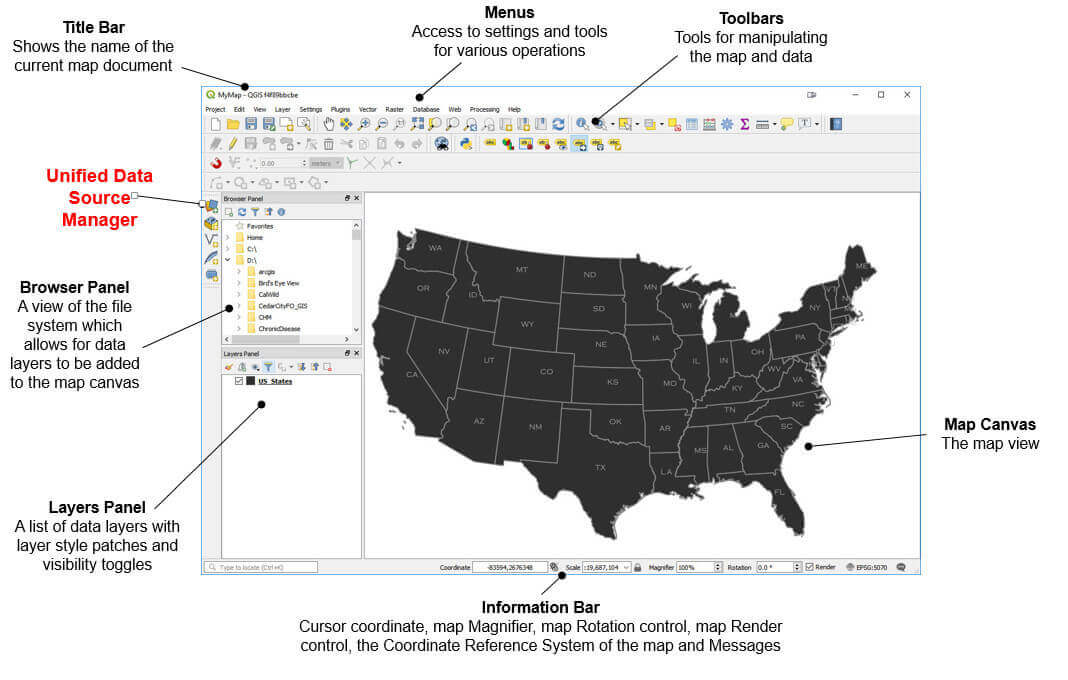 Title Bar
Shows the name of the
current map document
Menus
Access to settings and tools
for various operations
Toolbars
Tools for manipulating
the map and data
MyMap - QGIS f4f89bbcbe
Project Edit View Layer Settings Plugins Vector Raster Database Web Processing Help
0.00 meters
Unified Data
Source
Manager
Browser Panel
Favorites
Home
C:\
D:\
arcgis
Bird's Eye View
CaliWild
CedarCityFO_GIS
CHM
ChronicDisease
Browser Panel
A view of the file
system which
allows for data
layers to be added
to the map canvas
Layers Panel
US_States
Layers Panel
A list of data layers with
layer style patches and
visibility toggles
WA
MT
ND
MN
ME
OR
ID
SD
WI
VT
NY
WY
IA
NE
PA
NV
UT
IL
IN
OH
CO
CA
KS
MO
WV
VA
KY
NC
TN
AZ
NM
OK
AR
SC
MS
AL
GA
TX
LA
FL
Map Canvas
The map view
Type to locate (Ctrl+K)
Coordinate -83594,2676348 Scale :19,687,104 Magnifier 100% Rotation 0.0 ° Render EPSG:5070
Information Bar
Cursor coordinate, map Magnifier, map Rotation control, map Render
control, the Coordinate Reference System of the map and Messages